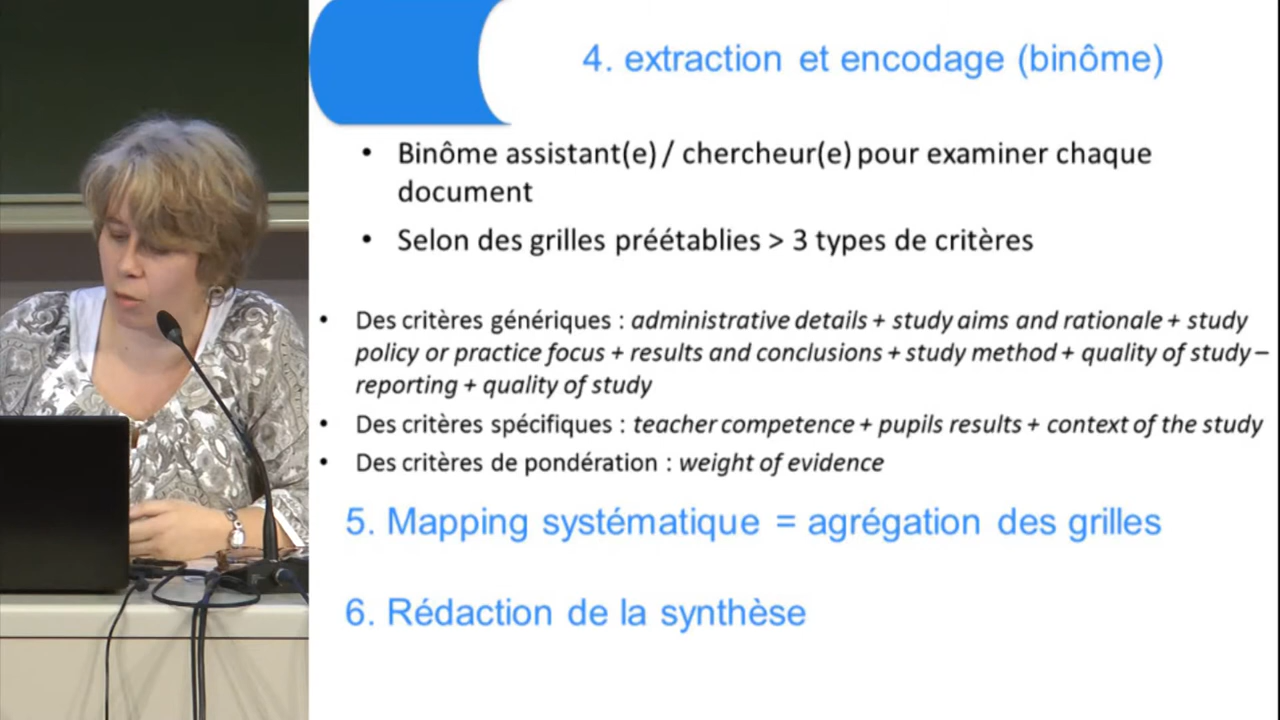 4. extraction et encodage (binôme)
• Binôme assistant(e) / chercheur(e) pour examiner chaque
document
• Selon des grilles préétablies > 3 types de critères
• Des critères génériques : administrative details + study aims and rationale + study
policy or practice focus + results and conclusions + study method + quality of study –
reporting + quality of study
• Des critères spécifiques : teacher competence + pupils results + context of the study
• Des critères de pondération : weight of evidence
5. Mapping systématique = agrégation des grilles
6. Rédaction de la synthèse